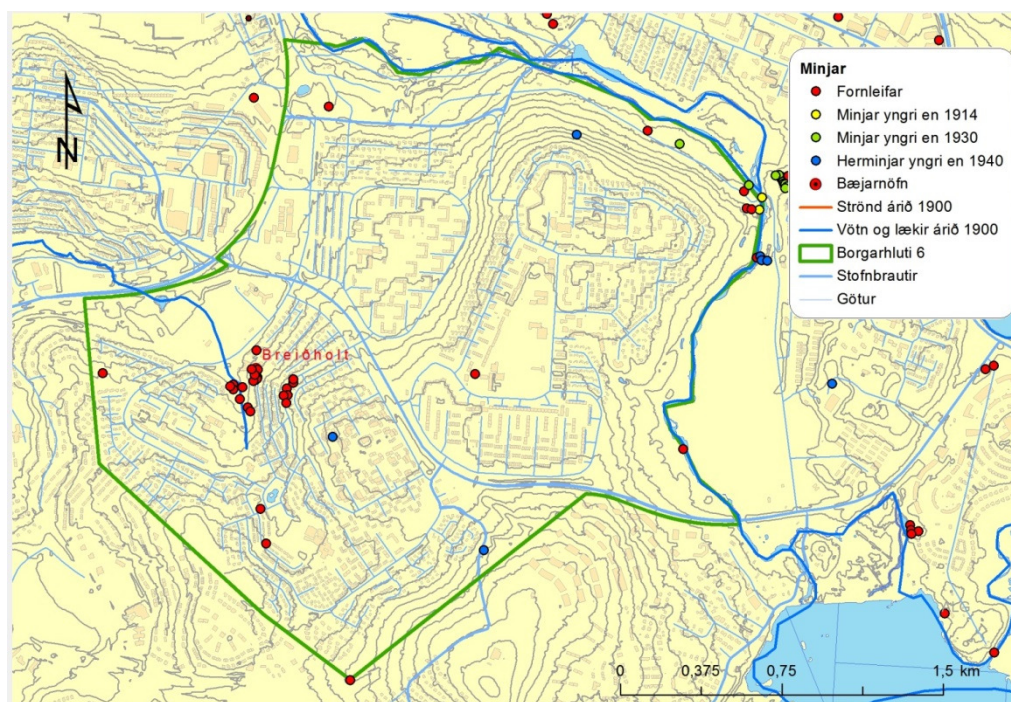 Minjar
Fornleifar
Minjar yngri en 1914
Minjar yngri en 1930
Herminjar yngri en 1940
Bæjarnöfn
Strönd árið 1900
Vötn og lækir árið 1900
Borgarhluti 6
Stofnbrautir
Götur
N
Breiðholt
0 0,375 0,75 1,5 km